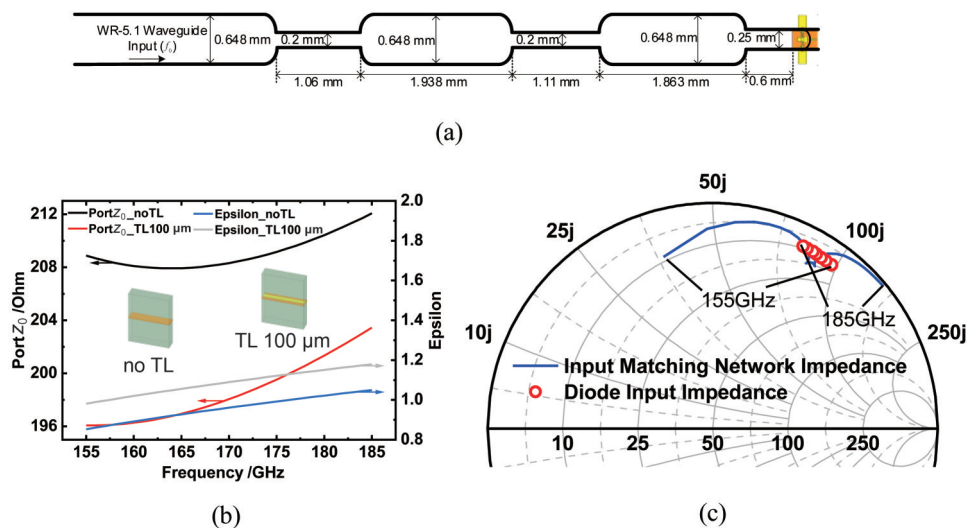 WR-5.1 Waveguide
Input (f₀)
0.648 mm
0.2 mm
0.648 mm
0.2 mm
0.648 mm
0.25 mm
1.06 mm
1.938 mm
1.11 mm
1.863 mm
0.6 mm
(a)
PortZ₀_noTL
Epsilon_noTL
PortZ₀_TL100 μm
Epsilon_TL100 μm
212
208
204
200
196
Port Z₀ /Ohm
2.0
1.8
1.6
1.4
1.2
1.0
0.8
Epsilon
no TL
TL 100 μm
155
160
165
170
175
180
185
Frequency /GHz
(b)
50j
25j
100j
10j
250j
155GHz
185GHz
Input Matching Network Impedance
Diode Input Impedance
10
25
50
100
250
(c)